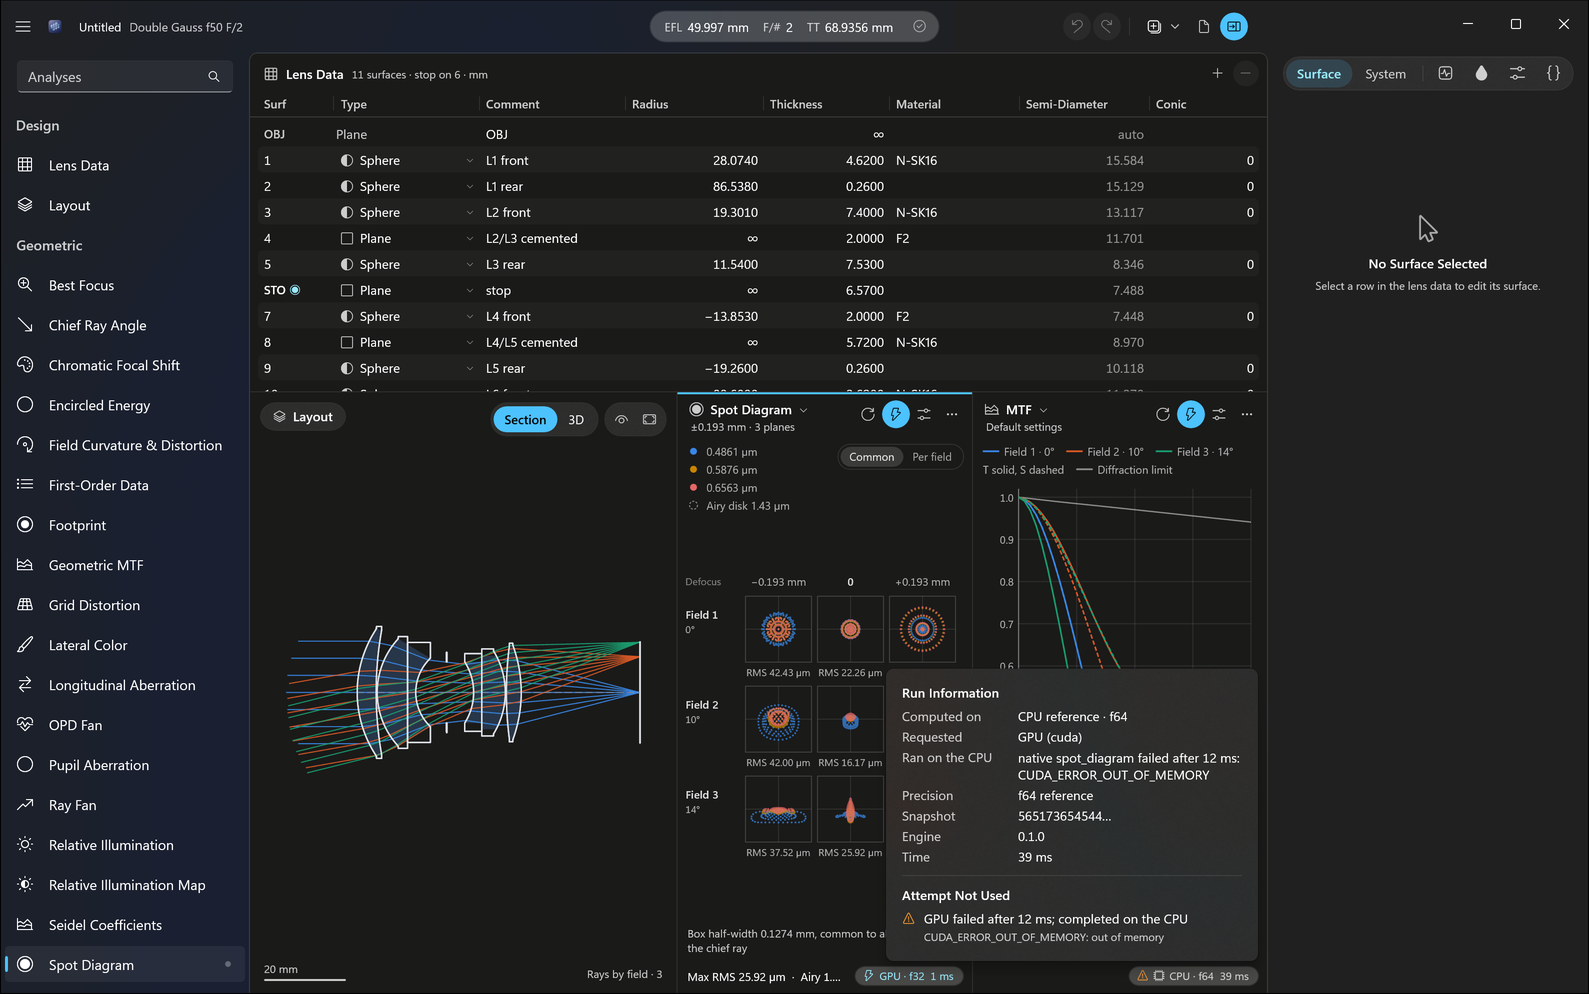 Untitled Double Gauss f50 F/2
EFL 49.997 mm F/# 2 TT 68.9356 mm
Analyses
Design
Lens Data
Layout
Geometric
Best Focus
Chief Ray Angle
Chromatic Focal Shift
Encircled Energy
Field Curvature & Distortion
First-Order Data
Footprint
Geometric MTF
Grid Distortion
Lateral Color
Longitudinal Aberration
OPD Fan
Pupil Aberration
Ray Fan
Relative Illumination
Relative Illumination Map
Seidel Coefficients
Spot Diagram
Lens Data 11 surfaces · stop on 6 · mm
Surf Type Comment Radius Thickness Material Semi-Diameter Conic
OBJ Plane OBJ ∞ auto
1 Sphere L1 front 28.0740 4.6200 N-SK16 15.584 0
2 Sphere L1 rear 86.5380 0.2600 15.129 0
3 Sphere L2 front 19.3010 7.4000 N-SK16 13.117 0
4 Plane L2/L3 cemented ∞ 2.0000 F2 11.701
5 Sphere L3 rear 11.5400 7.5300 8.346 0
STO Plane stop ∞ 6.5700 7.488
7 Sphere L4 front −13.8530 2.0000 F2 7.448 0
8 Plane L4/L5 cemented ∞ 5.7200 N-SK16 8.970
9 Sphere L5 rear −19.2600 0.2600 10.118 0
Layout
Section 3D
20 mm
Rays by field · 3
Spot Diagram
±0.193 mm · 3 planes
0.4861 µm
0.5876 µm
0.6563 µm
Airy disk 1.43 µm
Common Per field
Defocus −0.193 mm 0 +0.193 mm
Field 1
0°
RMS 42.43 µm RMS 22.26 µm
Field 2
10°
RMS 42.00 µm RMS 16.17 µm
Field 3
14°
RMS 37.52 µm RMS 25.92 µm
Box half-width 0.1274 mm, common to a
the chief ray
Max RMS 25.92 µm · Airy 1....
GPU · f32 1 ms
MTF
Default settings
Field 1 · 0° Field 2 · 10° Field 3 · 14°
T solid, S dashed Diffraction limit
1.0
0.9
0.8
0.7
0.6
Run Information
Computed on CPU reference · f64
Requested GPU (cuda)
Ran on the CPU native spot_diagram failed after 12 ms:
CUDA_ERROR_OUT_OF_MEMORY
Precision f64 reference
Snapshot 565173654544...
Engine 0.1.0
Time 39 ms
Attempt Not Used
GPU failed after 12 ms; completed on the CPU
CUDA_ERROR_OUT_OF_MEMORY: out of memory
CPU · f64 39 ms
Surface System {}
No Surface Selected
Select a row in the lens data to edit its surface.